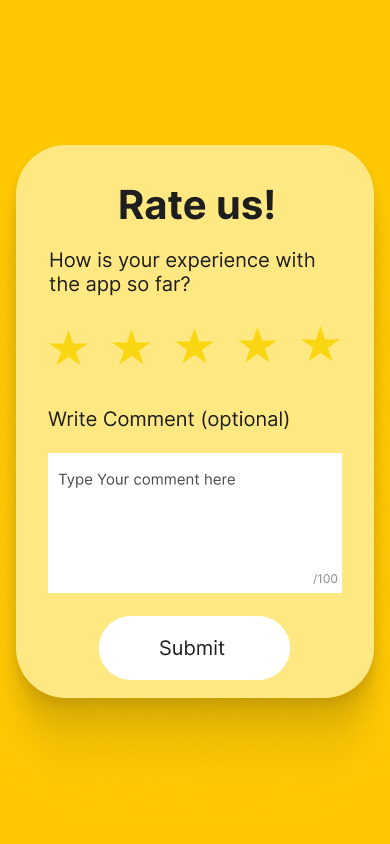 Rate us!
How is your experience with
the app so far?
Write Comment (optional)
Type Your comment here
/100
Submit